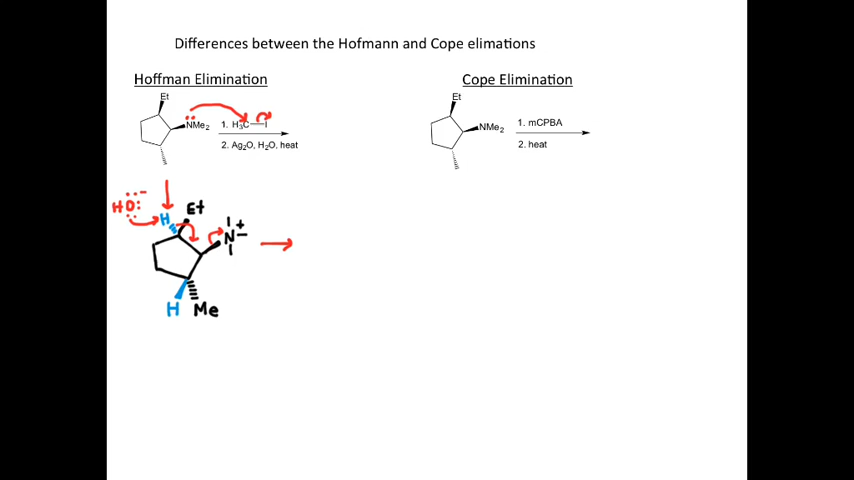 Differences between the Hofmann and Cope elimations
Hoffman Elimination
Cope Elimination
Et
NMe2
1. H3C—I
2. Ag2O, H2O, heat
Et
NMe2
1. mCPBA
2. heat
HO:−
H
Et
N+
H
Me